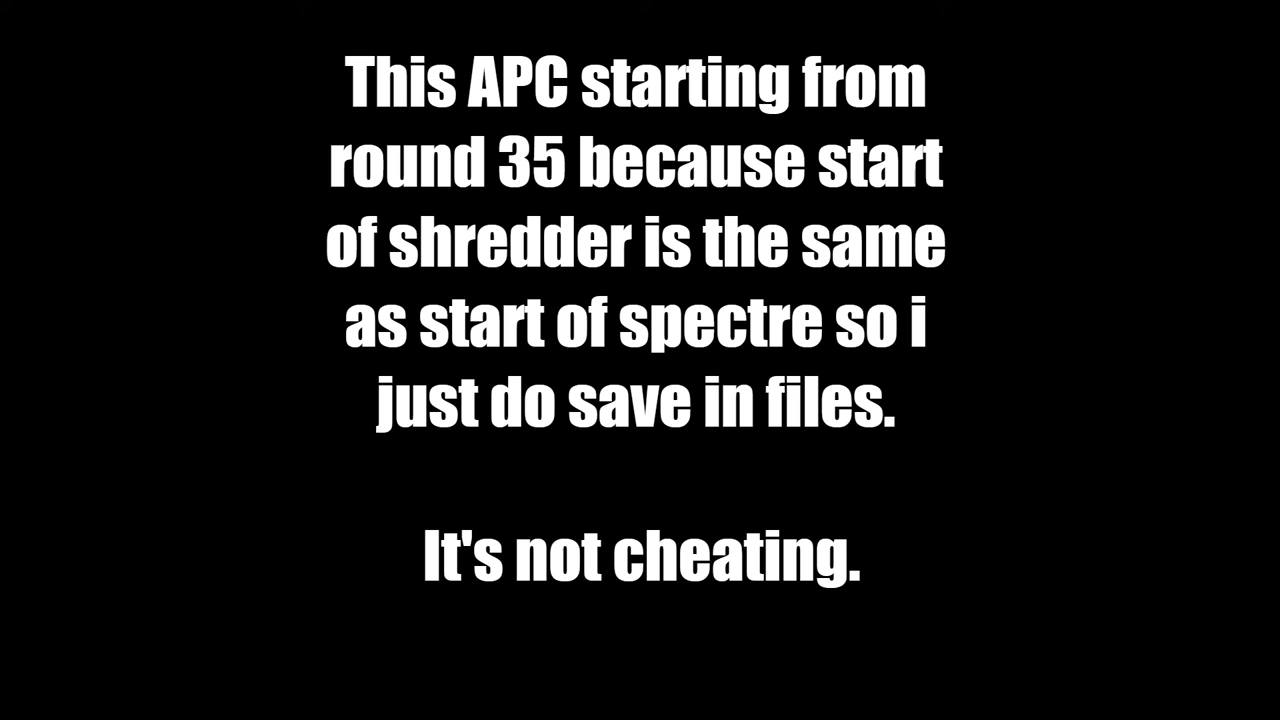 This APC starting from
round 35 because start
of shredder is the same
as start of spectre so i
just do save in files.
It's not cheating.